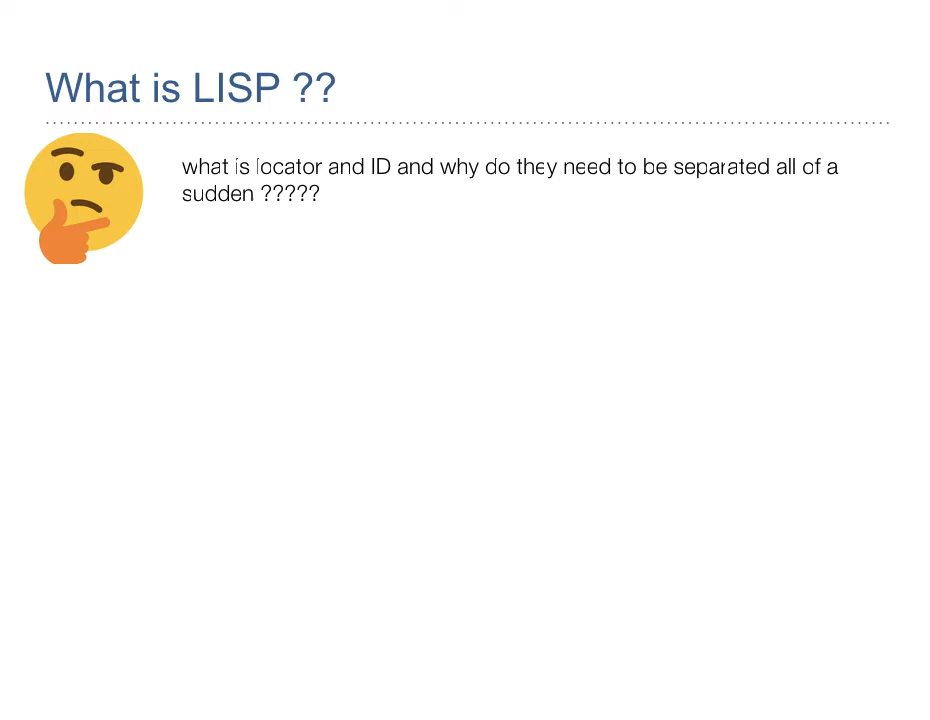 What is LISP ??
what is locator and ID and why do they need to be separated all of a
sudden ?????